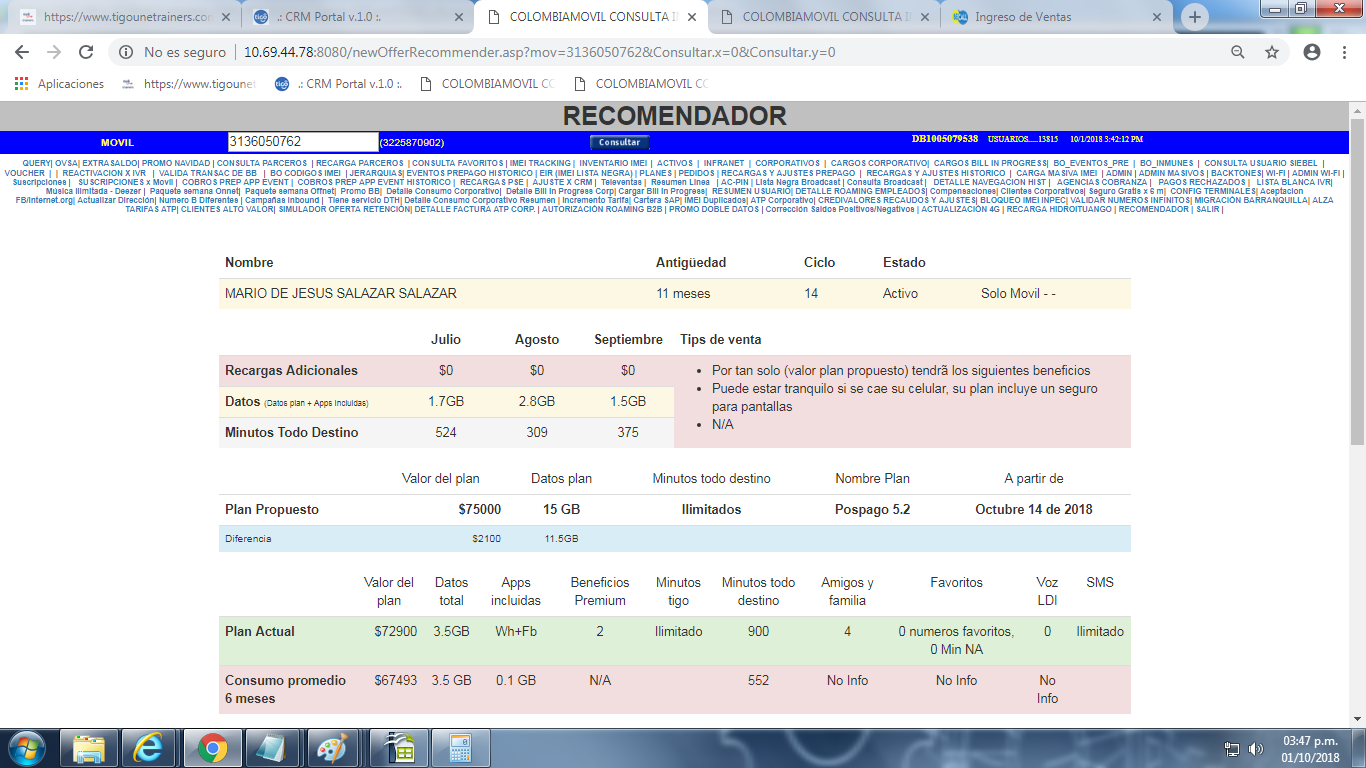 https://www.tigounetrainers.com
.: CRM Portal v.1.0 :.
COLOMBIAMOVIL CONSULTA I
COLOMBIAMOVIL CONSULTA I
Ingreso de Ventas
No es seguro | 10.69.44.78:8080/newOfferRecommender.asp?mov=3136050762&Consultar.x=0&Consultar.y=0
Aplicaciones
https://www.tigounet
.: CRM Portal v.1.0 :.
COLOMBIAMOVIL CO
COLOMBIAMOVIL CO
RECOMENDADOR
MOVIL 3136050762 (3225870902) Consultar DB1005079538 USUARIOS.....13815 10/1/2018 3:42:12 PM
QUERY| OVSA| EXTRASALDO| PROMO NAVIDAD | CONSULTA PARCEROS | RECARGA PARCEROS | CONSULTA FAVORITOS | IMEI TRACKING | INVENTARIO IMEI | ACTIVOS | INFRANET | CORPORATIVOS | CARGOS CORPORATIVO| CARGOS BILL IN PROGRESS| BO_EVENTOS_PRE | BO_INMUNES | CONSULTA USUARIO SIEBEL |
VOUCHER | | REACTIVACION X IVR | VALIDA TRANSAC DE BB | BO CODIGOS IMEI | JERARQUIAS| EVENTOS PREPAGO HISTORICO | EIR (IMEI LISTA NEGRA) | PLANES | PEDIDOS | RECARGAS Y AJUSTES PREPAGO | RECARGAS Y AJUSTES HISTORICO | CARGA MASIVA IMEI | ADMIN | ADMIN MASIVOS | BACKTONES| WI-FI | ADMIN WI-FI |
Suscripciones | SUSCRIPCIONES x Movil | COBROS PREP APP EVENT | COBROS PREP APP EVENT HISTORICO | RECARGAS PSE | AJUSTE X CRM | Televentas | Resumen Linea | AC-PIN | Lista Negra Broadcast | Consulta Broadcast | DETALLE NAVEGACION HIST | AGENCIAS COBRANZA | PAGOS RECHAZADOS | LISTA BLANCA IVR|
Musica Ilimitada - Deezer | Paquete semana Onnet| Paquete semana Offnet| Promo BB| Detalle Consumo Corporativo| Detalle Bill In Progress Corp| Cargar Bill In Progress| RESUMEN USUARIO| DETALLE ROAMING EMPLEADOS| Compensaciones| Clientes Corporativos| Seguro Gratis x 6 m| CONFIG TERMINALES| Aceptacion
FB/Internet.org| Actualizar Dirección| Numero B Diferentes | Campañas Inbound | Tiene servicio DTH| Detalle Consumo Corporativo Resumen | Incremento Tarifa| Cartera SAP| IMEI Duplicados| ATP Corporativo| CREDIVALORES RECAUDOS Y AJUSTES| BLOQUEO IMEI INPEC| VALIDAR NUMEROS INFINITOS| MIGRACIÓN BARRANQUILLA| ALZA
TARIFAS ATP| CLIENTES ALTO VALOR| SIMULADOR OFERTA RETENCIÓN| DETALLE FACTURA ATP CORP. | AUTORIZACIÓN ROAMING B2B | PROMO DOBLE DATOS | Corrección Saldos Positivos/Negativos | ACTUALIZACIÓN 4G | RECARGA HIDROITUANGO | RECOMENDADOR | SALIR |
Nombre Antigüedad Ciclo Estado
MARIO DE JESUS SALAZAR SALAZAR 11 meses 14 Activo Solo Movil - -
Julio Agosto Septiembre Tips de venta
Recargas Adicionales $0 $0 $0
Datos (Datos plan + Apps Incluidas) 1.7GB 2.8GB 1.5GB
Minutos Todo Destino 524 309 375
• Por tan solo (valor plan propuesto) tendrã los siguientes beneficios
• Puede estar tranquilo si se cae su celular, su plan incluye un seguro
para pantallas
• N/A
Valor del plan Datos plan Minutos todo destino Nombre Plan A partir de
Plan Propuesto $75000 15 GB Ilimitados Pospago 5.2 Octubre 14 de 2018
Diferencia $2100 11.5GB
Valor del Datos Apps Beneficios Minutos Minutos todo Amigos y Favoritos Voz SMS
plan total incluidas Premium tigo destino familia LDI
Plan Actual $72900 3.5GB Wh+Fb 2 Ilimitado 900 4 0 numeros favoritos, 0 Ilimitado
0 Min NA
Consumo promedio $67493 3.5 GB 0.1 GB N/A 552 No Info No Info No
6 meses Info
03:47 p.m.
01/10/2018